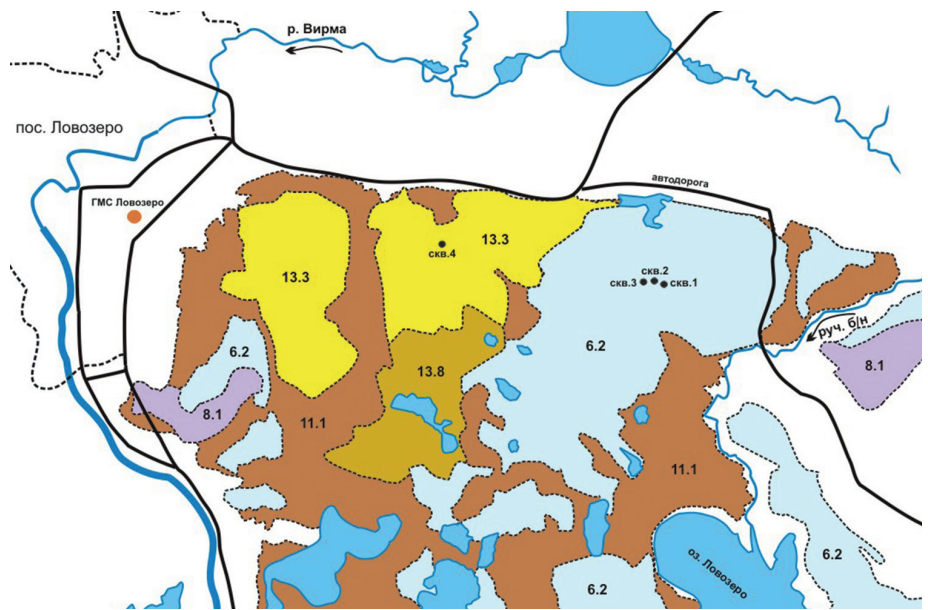 р. Вирма
пос. Ловозеро
автодорога
ГМС Ловозеро
13.3
скв.4
13.3
скв.2
скв.3
скв.1
руч. б/н
6.2
6.2
13.8
8.1
8.1
11.1
11.1
оз. Ловозеро
6.2
6.2